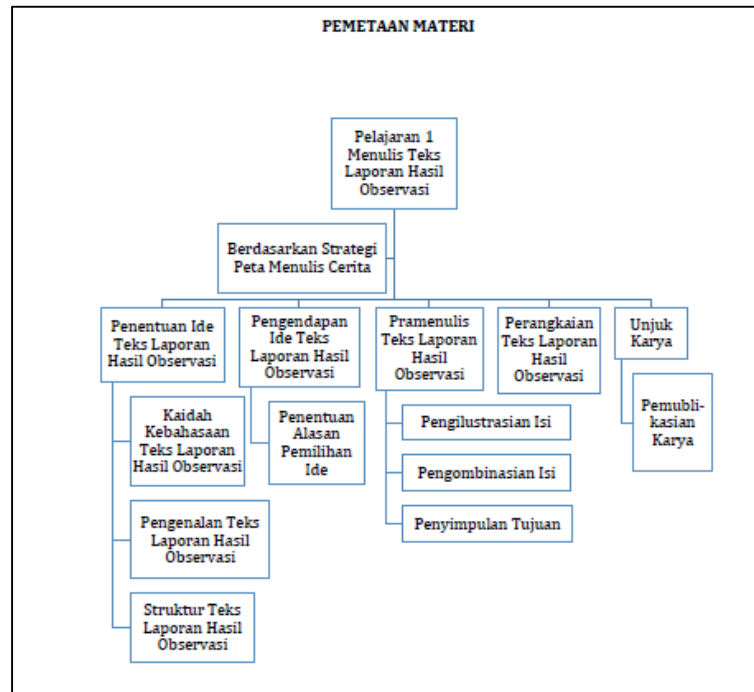 PEMETAAN MATERI
Pelajaran 1
Menulis Teks
Laporan Hasil
Observasi
Berdasarkan Strategi
Peta Menulis Cerita
Penentuan Ide
Teks Laporan
Hasil Observasi
Kaidah
Kebahasaan
Teks Laporan
Hasil Observasi
Pengenalan Teks
Laporan Hasil
Observasi
Struktur Teks
Laporan Hasil
Observasi
Pengendapan
Ide Teks
Laporan Hasil
Observasi
Penentuan
Alasan
Pemilihan
Ide
Pramenulis
Teks Laporan
Hasil
Observasi
Pengilustrasian Isi
Pengombinasian Isi
Penyimpulan Tujuan
Perangkaian
Teks Laporan
Hasil
Observasi
Unjuk
Karya
Pemubli-
kasian
Karya